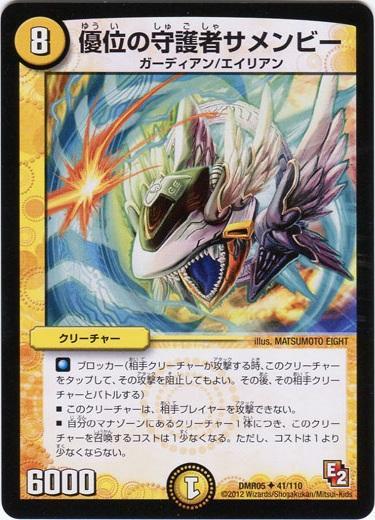 8
ゆうい しゅごしゃ
優位の守護者サメンビー
ガーディアン/エイリアン
クリーチャー
illus. MATSUMOTO EIGHT
ブロッカー(相手クリーチャーが攻撃する時、このクリーチャー
をタップして、その攻撃を阻止してもよい。その後、その相手クリー
チャーとバトルする)
■このクリーチャーは、相手プレイヤーを攻撃できない。
■自分のマナゾーンにあるクリーチャー1体につき、このクリーチャ
ーを召喚するコストは1少なくなる。ただし、コストは1より
少なくならない。
6000
1
DMR05 ◆ 41/110
©2012 Wizards/Shogakukan/Mitsui-Kids
E2